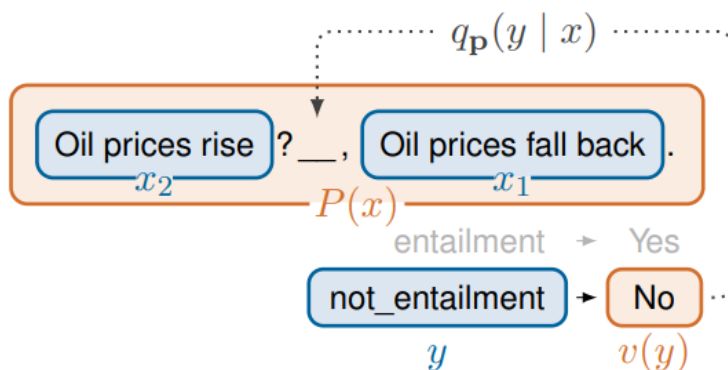 q_p(y | x)
Oil prices rise ?__, Oil prices fall back .
x_2 x_1
P(x)
entailment Yes
not_entailment No
y v(y)